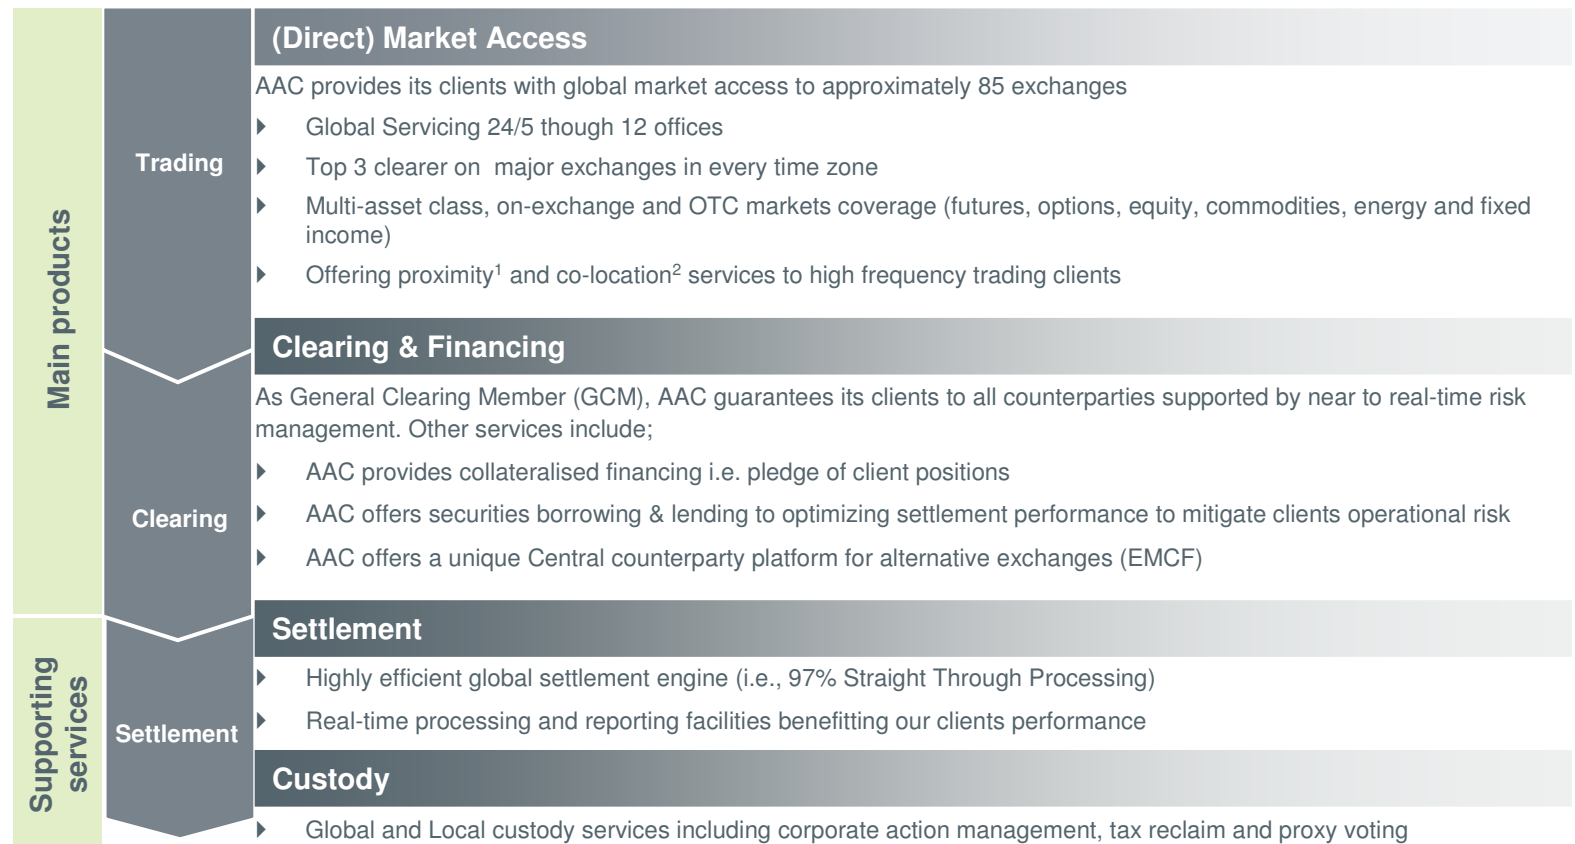 Main products
Trading
(Direct) Market Access
AAC provides its clients with global market access to approximately 85 exchanges
Global Servicing 24/5 though 12 offices
Top 3 clearer on  major exchanges in every time zone
Multi-asset class, on-exchange and OTC markets coverage (futures, options, equity, commodities, energy and fixed
income)
Offering proximity¹ and co-location² services to high frequency trading clients
Clearing
Clearing & Financing
As General Clearing Member (GCM), AAC guarantees its clients to all counterparties supported by near to real-time risk
management. Other services include;
AAC provides collateralised financing i.e. pledge of client positions
AAC offers securities borrowing & lending to optimizing settlement performance to mitigate clients operational risk
AAC offers a unique Central counterparty platform for alternative exchanges (EMCF)
Supporting
services
Settlement
Settlement
Highly efficient global settlement engine (i.e., 97% Straight Through Processing)
Real-time processing and reporting facilities benefitting our clients performance
Custody
Global and Local custody services including corporate action management, tax reclaim and proxy voting